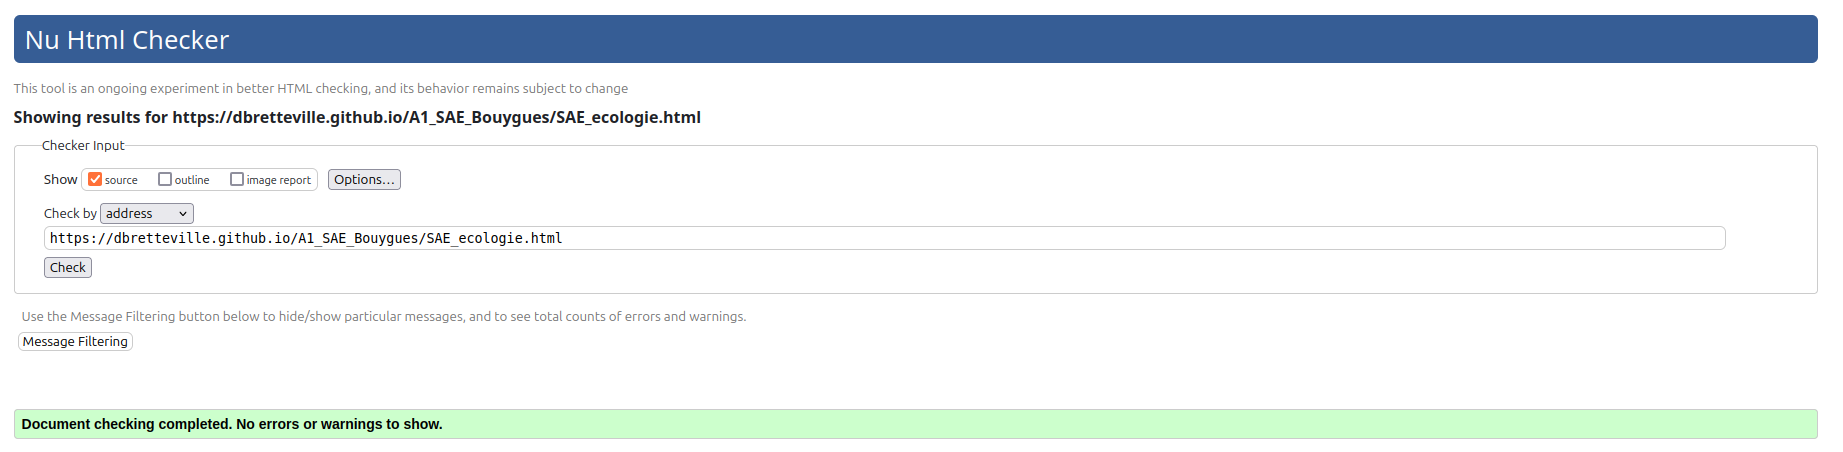 Nu Html Checker
This tool is an ongoing experiment in better HTML checking, and its behavior remains subject to change
Showing results for https://dbretteville.github.io/A1_SAE_Bouygues/SAE_ecologie.html
Checker Input
Show source outline image report Options...
Check by address
https://dbretteville.github.io/A1_SAE_Bouygues/SAE_ecologie.html
Check
Use the Message Filtering button below to hide/show particular messages, and to see total counts of errors and warnings.
Message Filtering
Document checking completed. No errors or warnings to show.